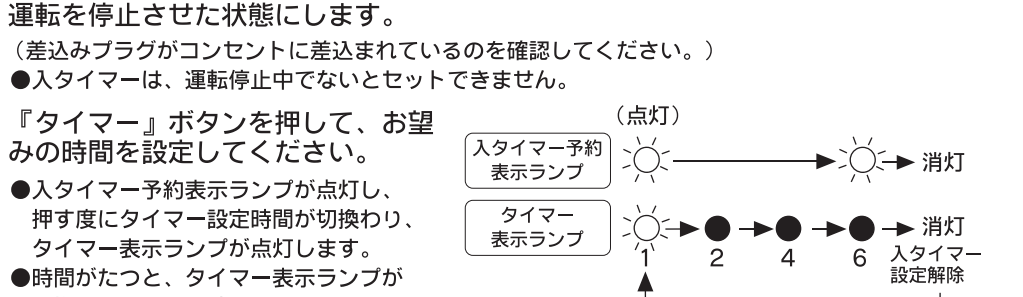 運転を停止させた状態にします。
（差込みプラグがコンセントに差込まれているのを確認してください。）
●入タイマーは、運転停止中でないとセットできません。
『タイマー』ボタンを押して、お望
みの時間を設定してください。
●入タイマー予約表示ランプが点灯し、
押す度にタイマー設定時間が切換わり、
タイマー表示ランプが点灯します。
●時間がたつと、タイマー表示ランプが
（点灯）
入タイマー予約
表示ランプ
消灯
タイマー
表示ランプ
消灯
1 2 4 6 入タイマー
設定解除